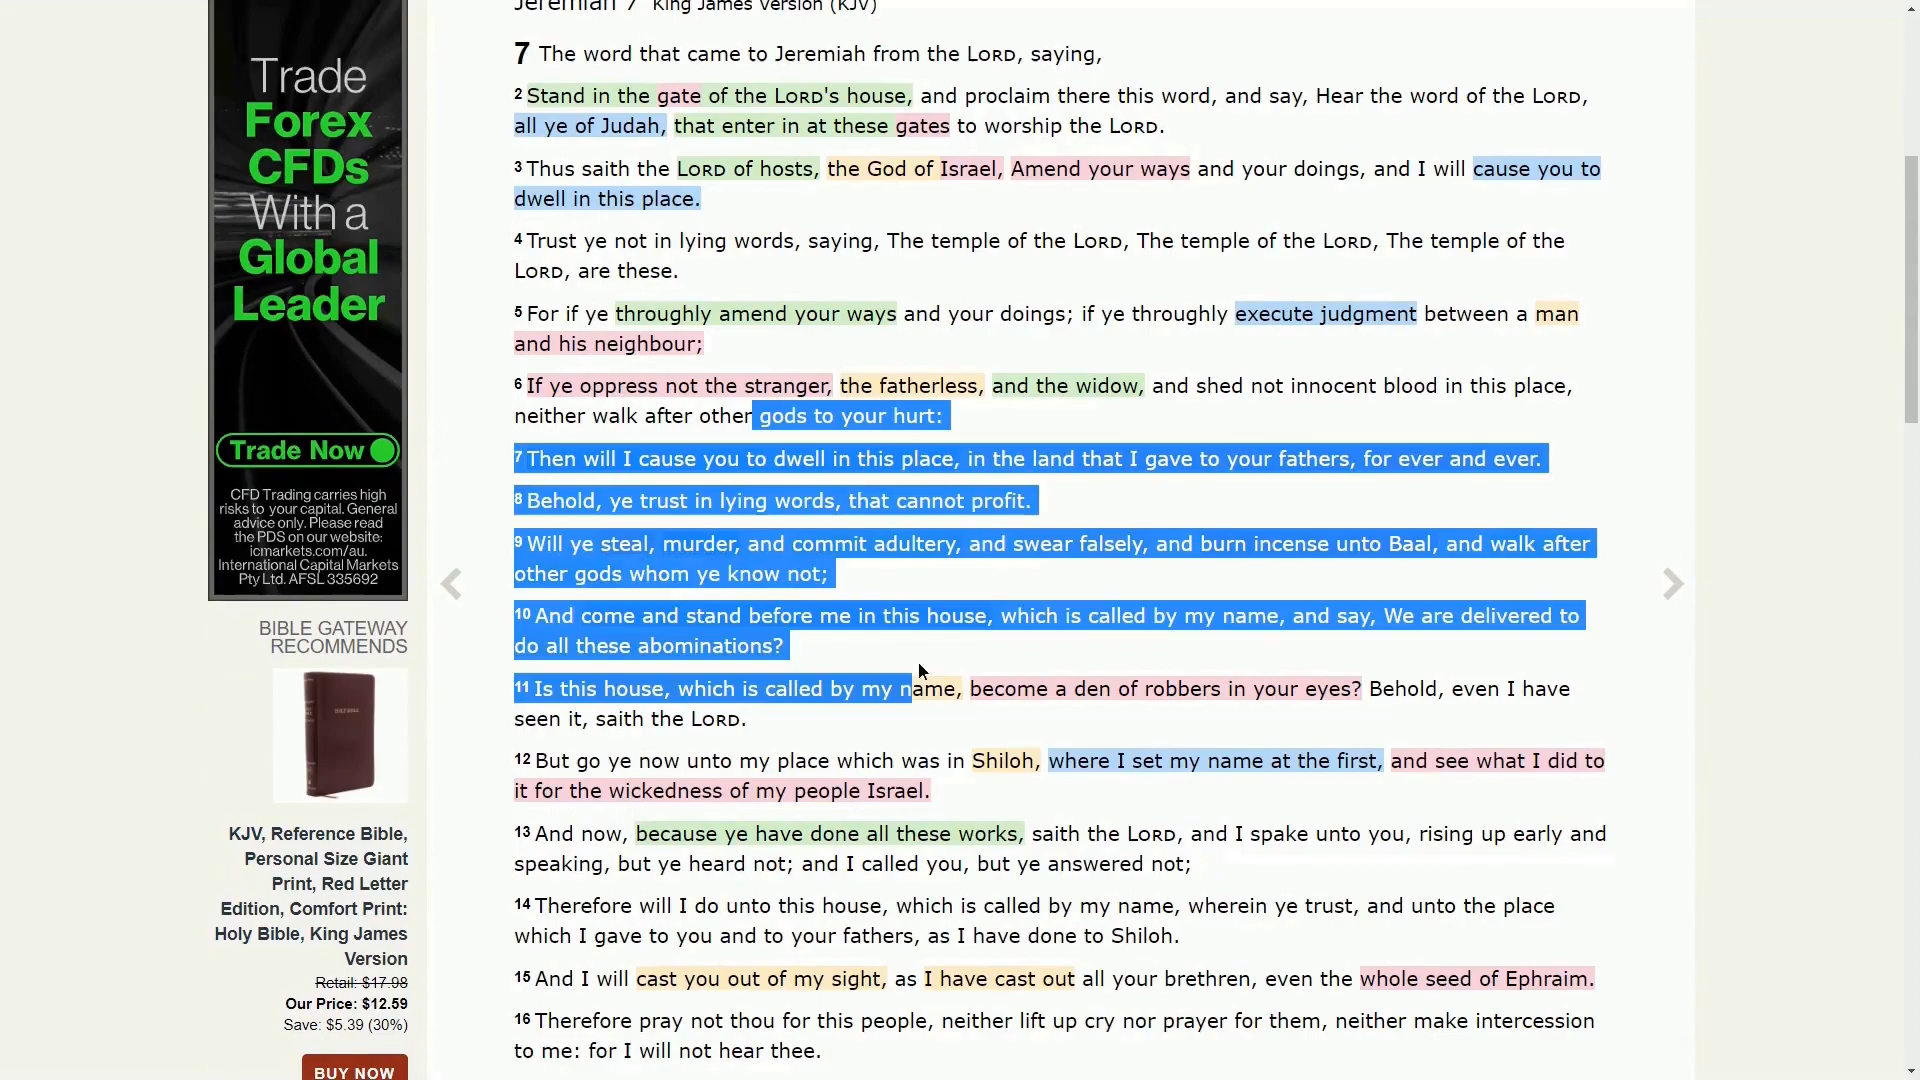 Jeremiah 7 King James Version (KJV)
7 The word that came to Jeremiah from the LORD, saying,
2 Stand in the gate of the LORD's house, and proclaim there this word, and say, Hear the word of the LORD,
all ye of Judah, that enter in at these gates to worship the LORD.
3 Thus saith the LORD of hosts, the God of Israel, Amend your ways and your doings, and I will cause you to
dwell in this place.
4 Trust ye not in lying words, saying, The temple of the LORD, The temple of the LORD, The temple of the
LORD, are these.
5 For if ye throughly amend your ways and your doings; if ye throughly execute judgment between a man
and his neighbour;
6 If ye oppress not the stranger, the fatherless, and the widow, and shed not innocent blood in this place,
neither walk after other gods to your hurt:
7 Then will I cause you to dwell in this place, in the land that I gave to your fathers, for ever and ever.
8 Behold, ye trust in lying words, that cannot profit.
9 Will ye steal, murder, and commit adultery, and swear falsely, and burn incense unto Baal, and walk after
other gods whom ye know not;
10 And come and stand before me in this house, which is called by my name, and say, We are delivered to
do all these abominations?
11 Is this house, which is called by my name, become a den of robbers in your eyes? Behold, even I have
seen it, saith the LORD.
12 But go ye now unto my place which was in Shiloh, where I set my name at the first, and see what I did to
it for the wickedness of my people Israel.
13 And now, because ye have done all these works, saith the LORD, and I spake unto you, rising up early and
speaking, but ye heard not; and I called you, but ye answered not;
14 Therefore will I do unto this house, which is called by my name, wherein ye trust, and unto the place
which I gave to you and to your fathers, as I have done to Shiloh.
15 And I will cast you out of my sight, as I have cast out all your brethren, even the whole seed of Ephraim.
16 Therefore pray not thou for this people, neither lift up cry nor prayer for them, neither make intercession
to me: for I will not hear thee.
Trade
Forex
CFDs
With a
Global
Leader
Trade Now
CFD Trading carries high
risks to your capital. General
advice only. Please read
the PDS on our website:
icmarkets.com/au.
International Capital Markets
Pty Ltd. AFSL 335692
BIBLE GATEWAY
RECOMMENDS
HOLY BIBLE
KJV, Reference Bible,
Personal Size Giant
Print, Red Letter
Edition, Comfort Print:
Holy Bible, King James
Version
Retail: $17.98
Our Price: $12.59
Save: $5.39 (30%)
BUY NOW